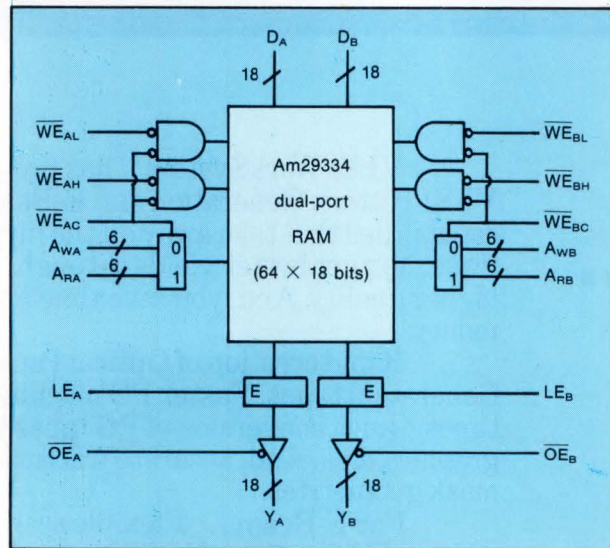 D_A D_B
18 18
W̅E̅_AL W̅E̅_BL
W̅E̅_AH Am29334 W̅E̅_BH
dual-port
W̅E̅_AC RAM W̅E̅_BC
A_WA 6 0 (64 × 18 bits) 0 6 A_WB
A_RA 6 1 1 6 A_RB
LE_A E E LE_B
O̅E̅_A O̅E̅_B
18 18
Y_A Y_B